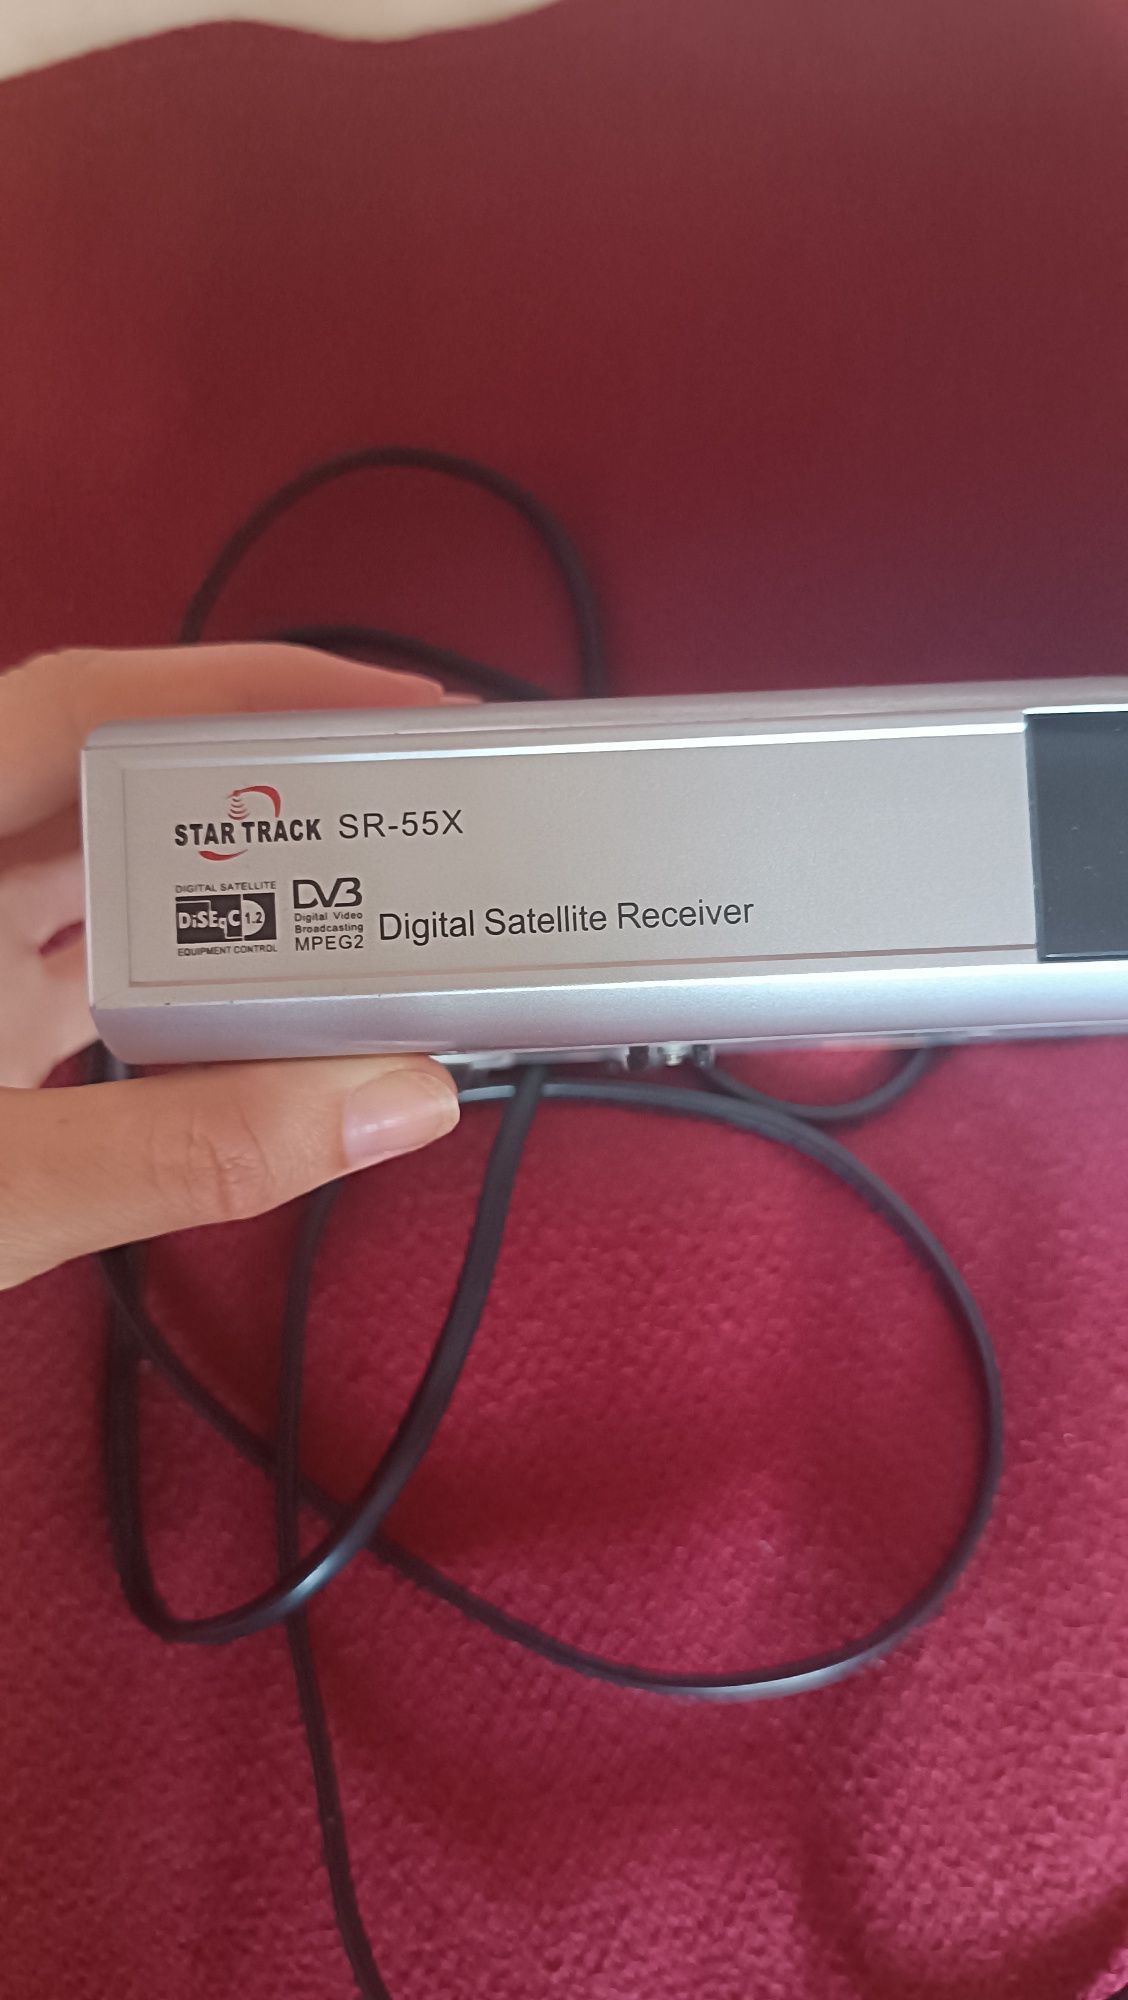 STAR TRACK SR-55X
DIGITAL SATELLITE
DiSEqC 1.2
EQUIPMENT CONTROL
DVB
Digital Video
Broadcasting
MPEG2
Digital Satellite Receiver